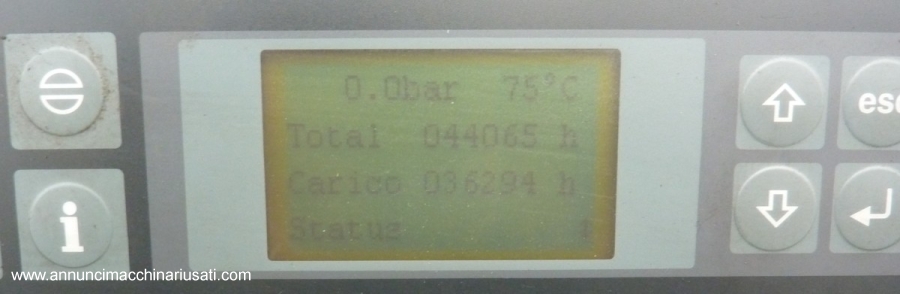 0.0bar 75°C
Total 044065 h
Carico 036294 h
Status
esc
i
www.annuncimacchinariusati.com